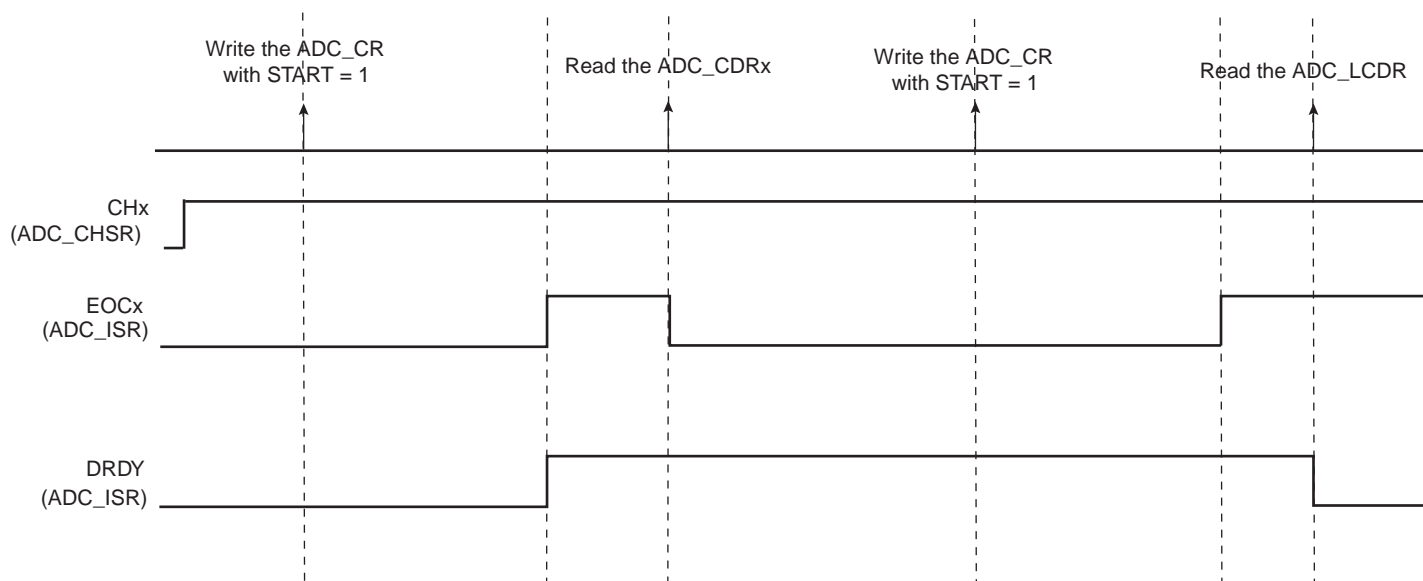 Write the ADC_CR
with START = 1
Read the ADC_CDRx
Write the ADC_CR
with START = 1
Read the ADC_LCDR
CHx
(ADC_CHSR)
EOCx
(ADC_ISR)
DRDY
(ADC_ISR)